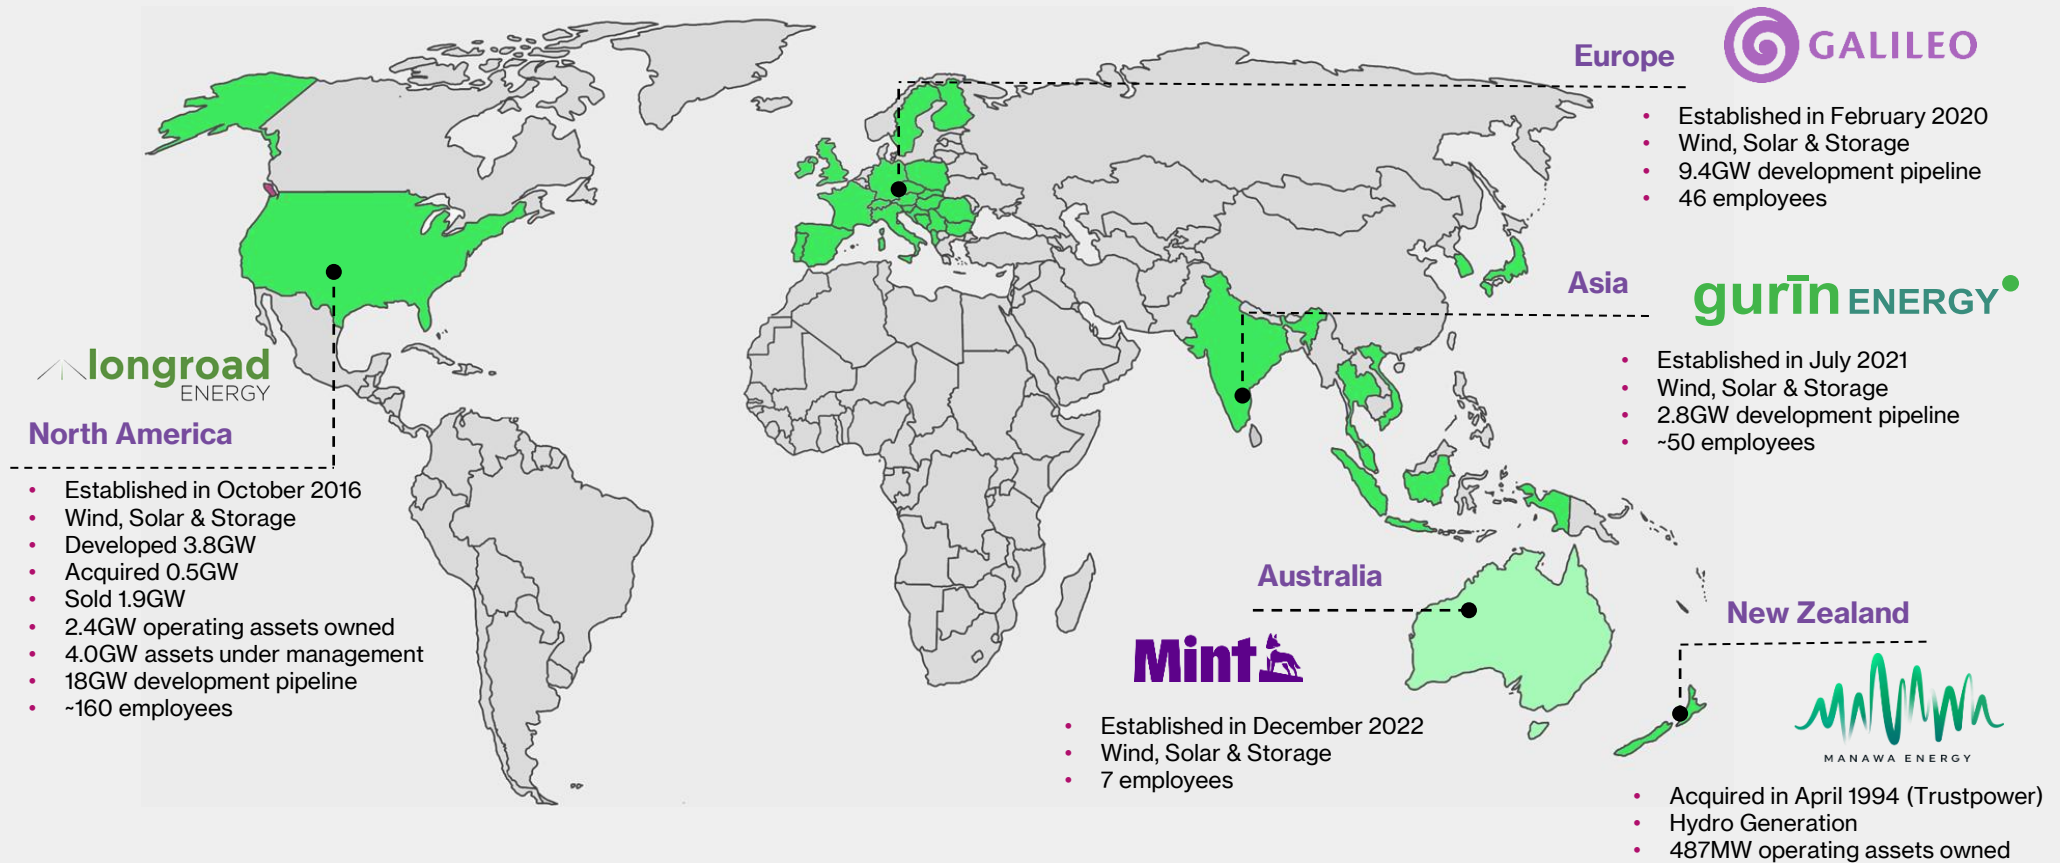 Europe
GALILEO
• Established in February 2020
• Wind, Solar & Storage
• 9.4GW development pipeline
• 46 employees
Asia
gurīn ENERGY
• Established in July 2021
• Wind, Solar & Storage
• 2.8GW development pipeline
• ~50 employees
longroad
ENERGY
North America
• Established in October 2016
• Wind, Solar & Storage
• Developed 3.8GW
• Acquired 0.5GW
• Sold 1.9GW
• 2.4GW operating assets owned
• 4.0GW assets under management
• 18GW development pipeline
• ~160 employees
Australia
Mint
• Established in December 2022
• Wind, Solar & Storage
• 7 employees
New Zealand
MANAWA ENERGY
• Acquired in April 1994 (Trustpower)
• Hydro Generation
• 487MW operating assets owned